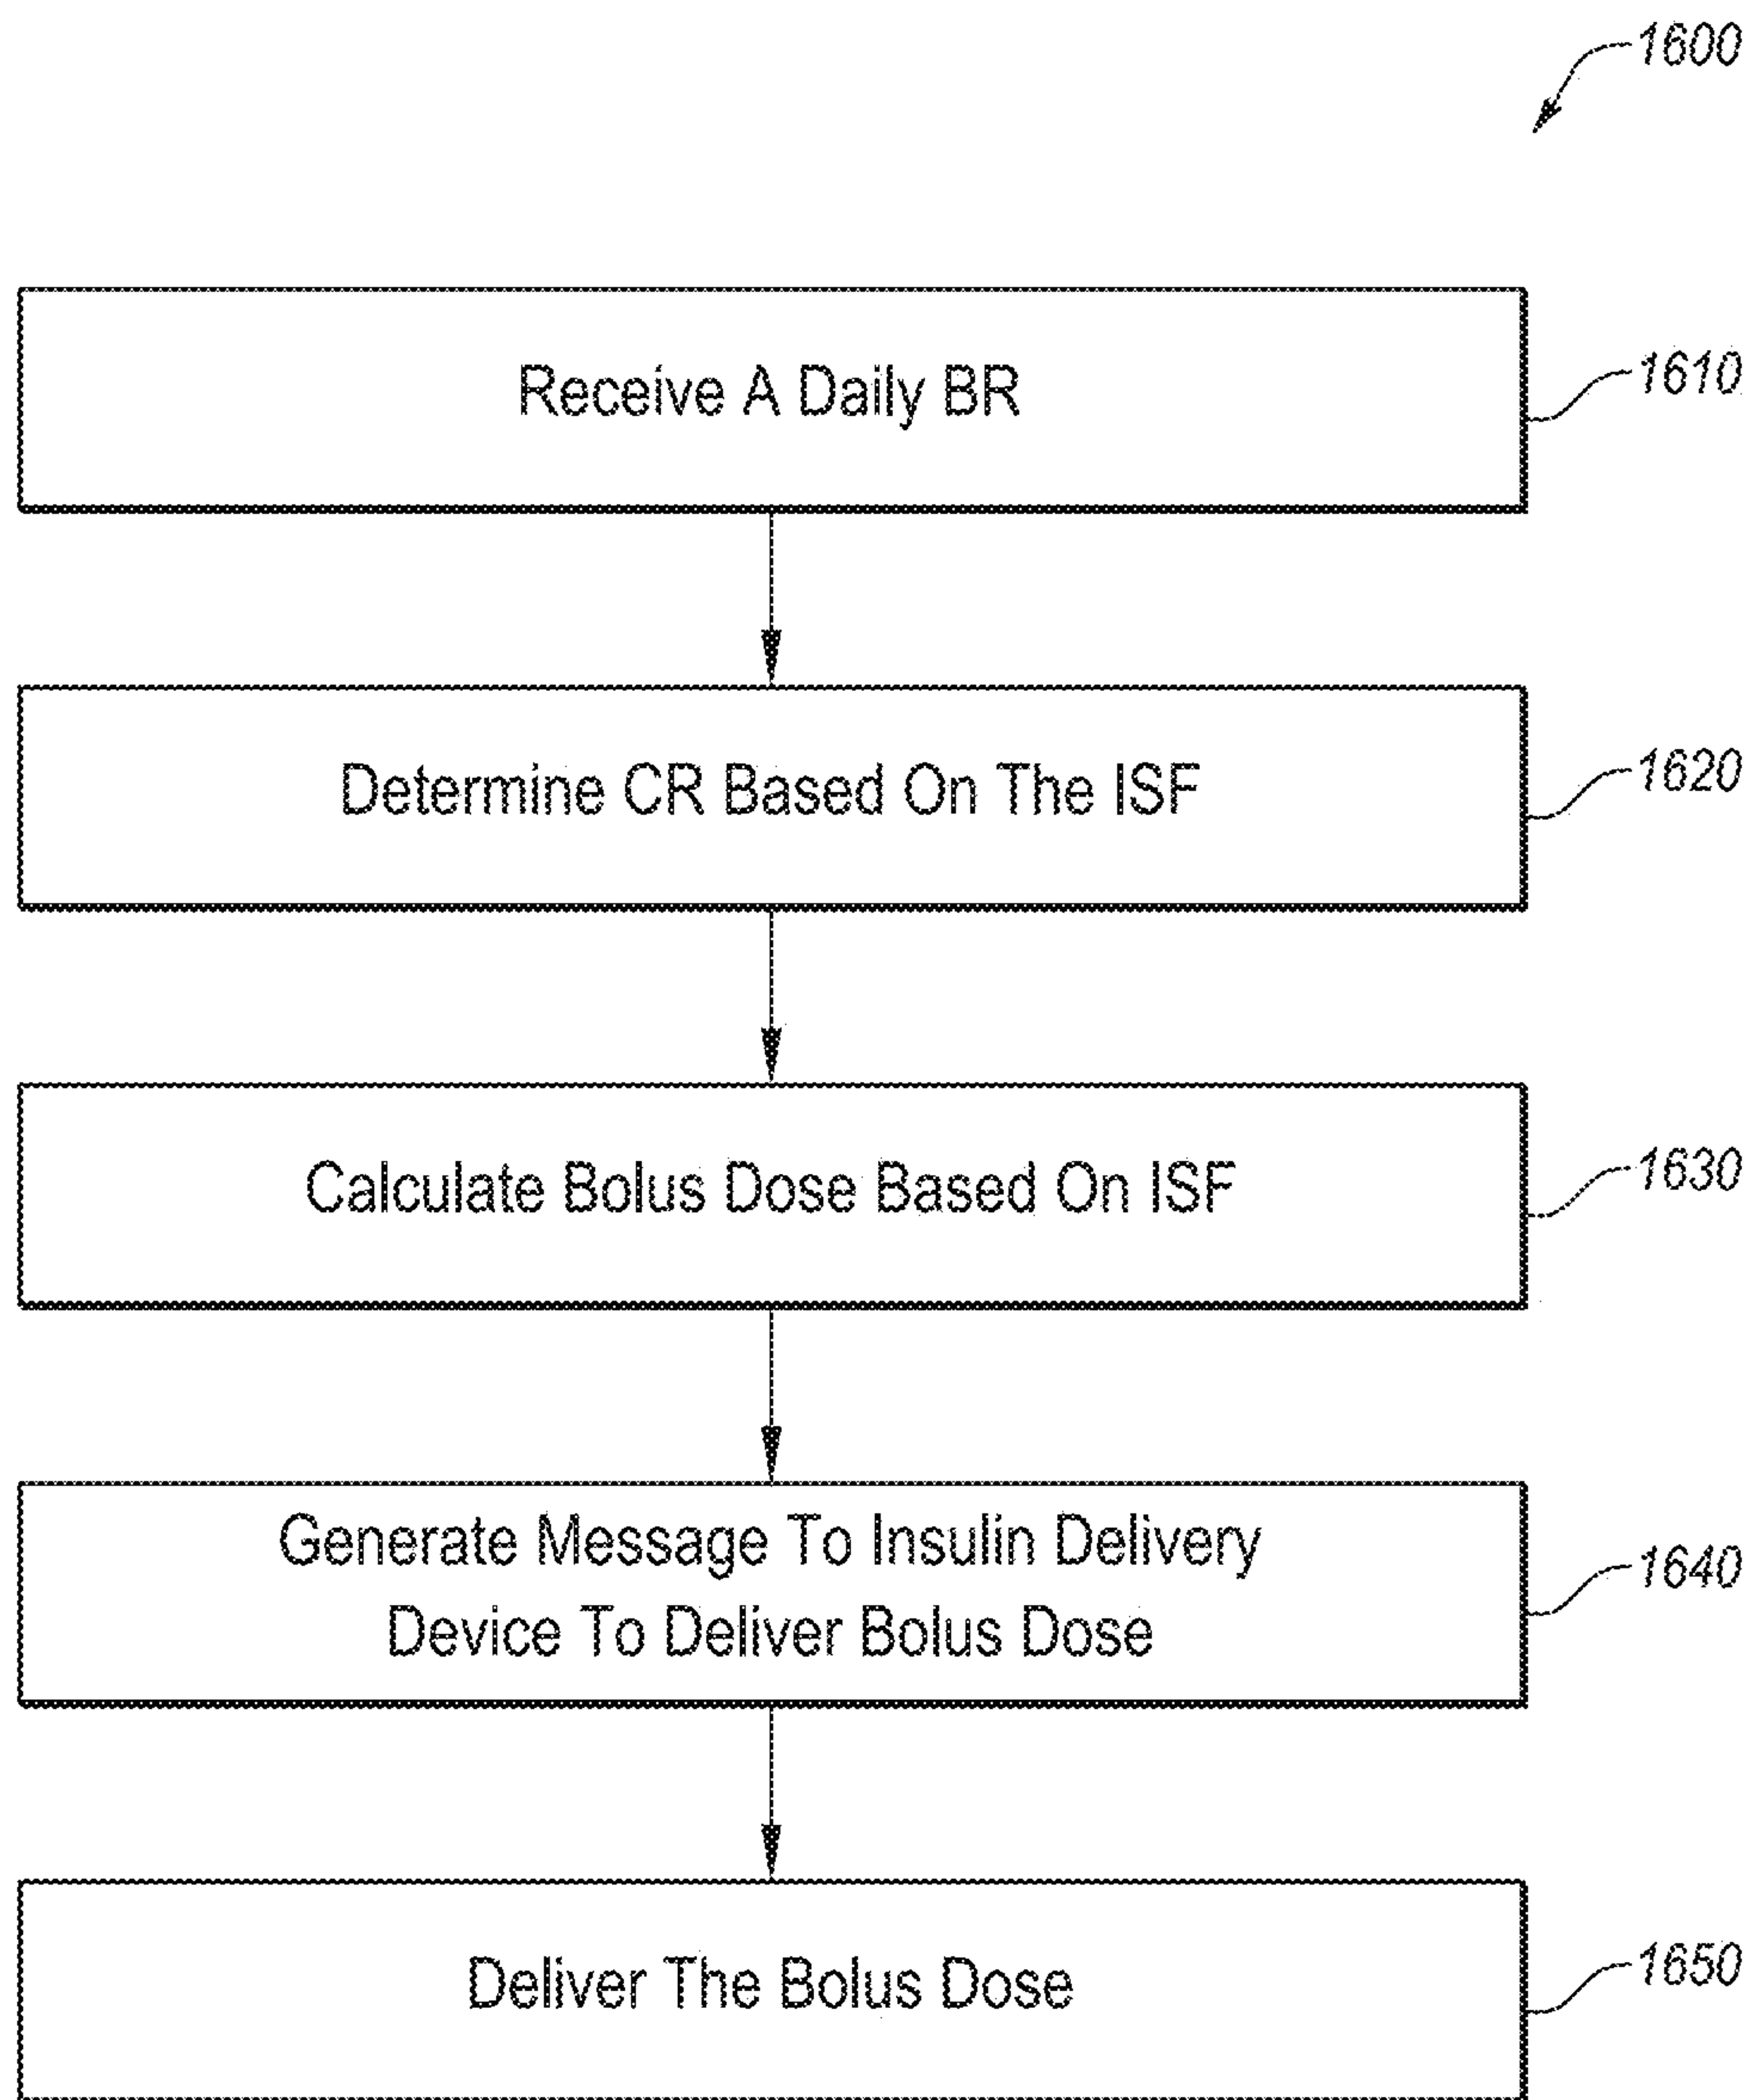 1600
Receive A Daily BR
1610
Determine CR Based On The ISF
1620
Calculate Bolus Dose Based On ISF
1630
Generate Message To Insulin Delivery
Device To Deliver Bolus Dose
1640
Deliver The Bolus Dose
1650